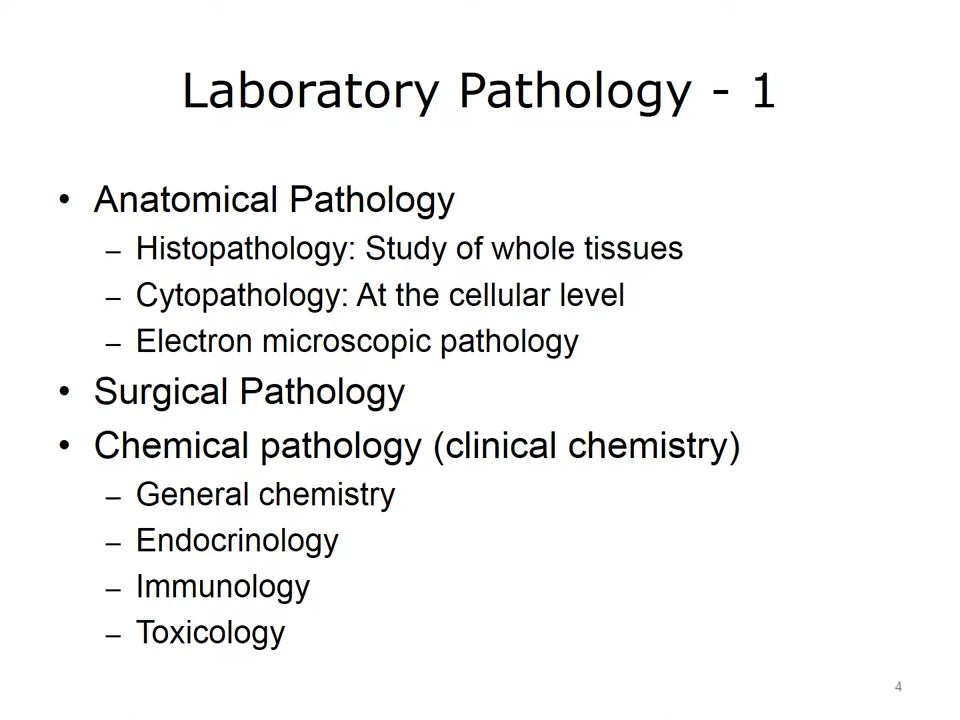 Laboratory Pathology - 1
• Anatomical Pathology
– Histopathology: Study of whole tissues
– Cytopathology: At the cellular level
– Electron microscopic pathology
• Surgical Pathology
• Chemical pathology (clinical chemistry)
– General chemistry
– Endocrinology
– Immunology
– Toxicology
4